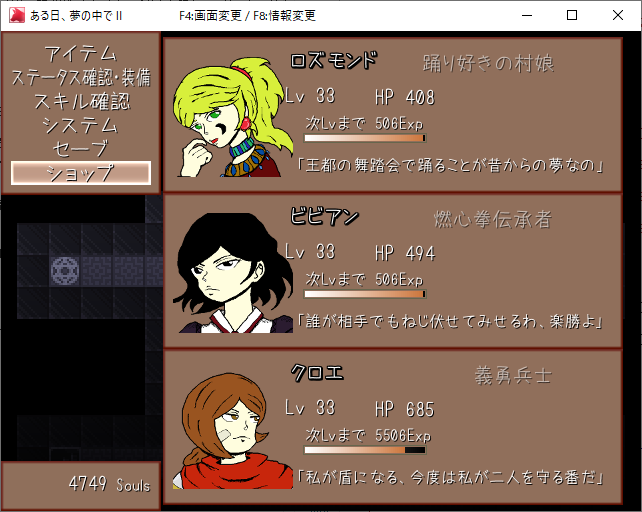 ある日、夢の中でⅡ F4:画面変更 / F8:情報変更
アイテム
ステータス確認・装備
スキル確認
システム
セーブ
ショップ
4749 Souls
ロズモンド 踊り好きの村娘
Lv 33 HP 408
次Lvまで 506Exp
「王都の舞踏会で踊ることが昔からの夢なの」
ビビアン 燃心拳伝承者
Lv 33 HP 494
次Lvまで 506Exp
「誰が相手でもねじ伏せてみせるわ、楽勝よ」
クロエ 義勇兵士
Lv 33 HP 685
次Lvまで 5506Exp
「私が盾になる、今度は私が二人を守る番だ」